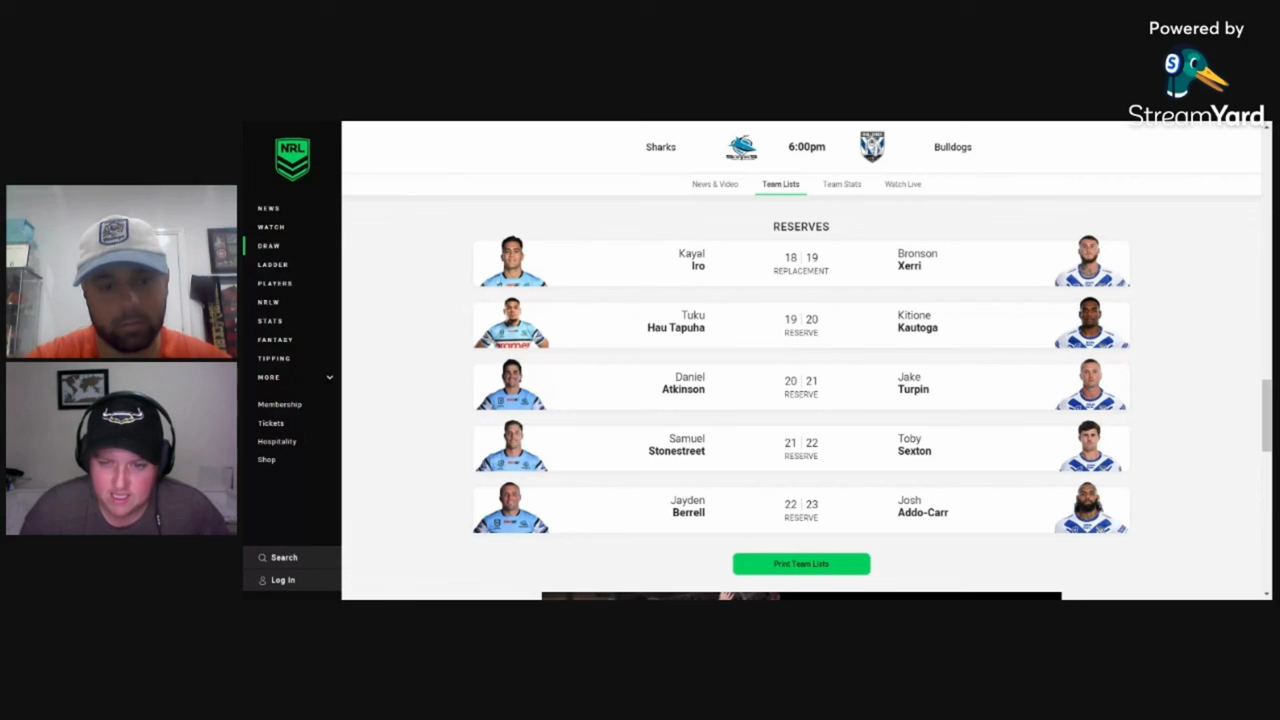 Powered by
StreamYard
NRL
Sharks
6:00pm
Bulldogs
News & Video
Team Lists
Team Stats
Watch Live
NEWS
WATCH
DRAW
LADDER
PLAYERS
NRLW
STATS
FANTASY
TIPPING
MORE
Membership
Tickets
Hospitality
Shop
Search
Log In
RESERVES
Kayal
Iro
18 | 19
REPLACEMENT
Bronson
Xerri
Tuku
Hau Tapuha
19 | 20
RESERVE
Kitione
Kautoga
Daniel
Atkinson
20 | 21
RESERVE
Jake
Turpin
Samuel
Stonestreet
21 | 22
RESERVE
Toby
Sexton
Jayden
Berrell
22 | 23
RESERVE
Josh
Addo-Carr
Print Team Lists